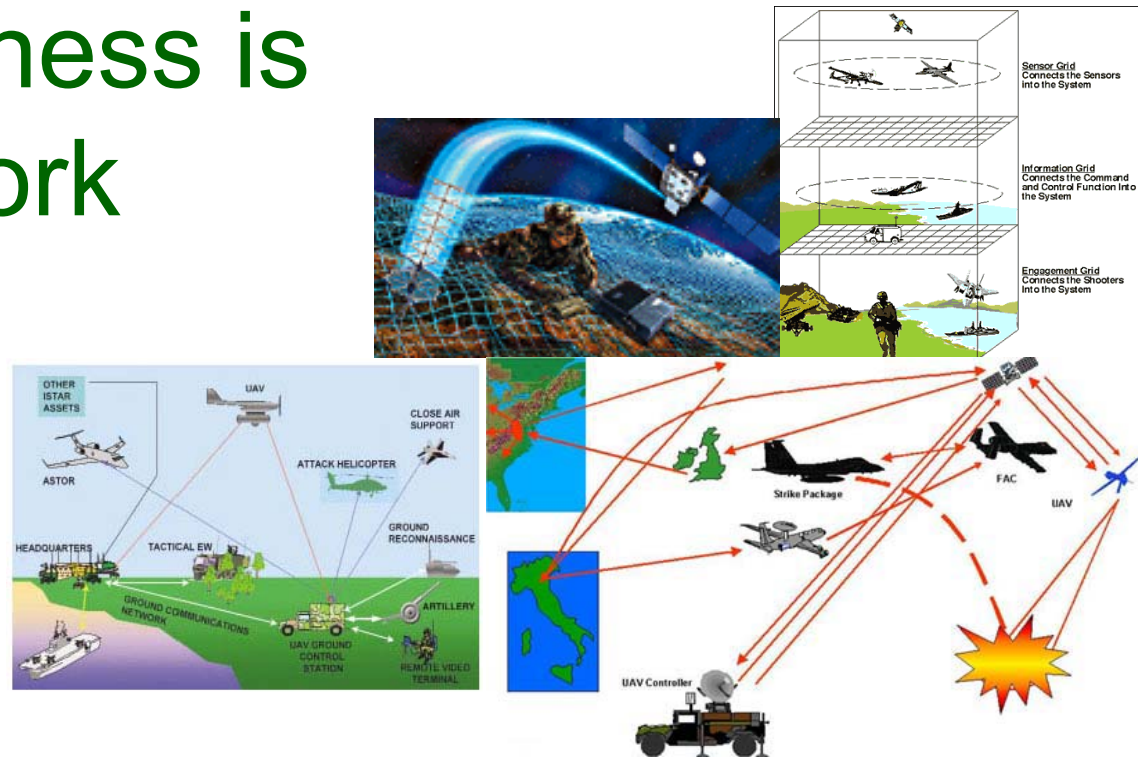 ness is
ork
Sensor Grid
Connects the Sensors
into the System
Information Grid
Connects the Command
and Control Function Into
the System
Engagement Grid
Connects the Shooters
Into the System
OTHER
ISTAR
ASSETS
UAV
CLOSE AIR
SUPPORT
ASTOR
ATTACK HELICOPTER
GROUND
RECONNAISSANCE
HEADQUARTERS
TACTICAL EW
GROUND COMMUNICATIONS
NETWORK
ARTILLERY
UAV GROUND
CONTROL
STATION
REMOTE VIDEO
TERMINAL
Strike Package
FAC
UAV
UAV Controller